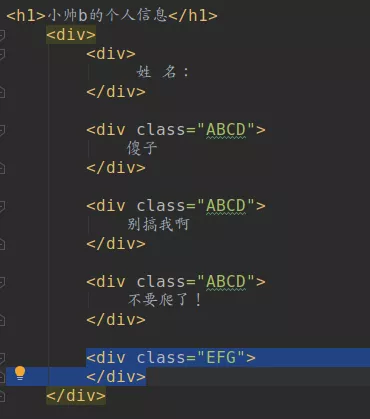 <h1>小帅b的个人信息</h1>
<div>
<div>
姓 名：
</div>
<div class="ABCD">
傻子
</div>
<div class="ABCD">
别搞我啊
</div>
<div class="ABCD">
不要爬了！
</div>
<div class="EFG">
</div>
</div>